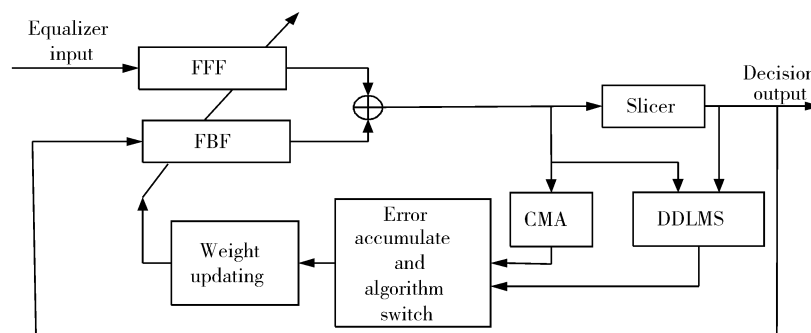 Equalizer
input
FFF
FBF
Slicer
Decision
output
CMA
DDLMS
Error
accumulate
and
algorithm
switch
Weight
updating